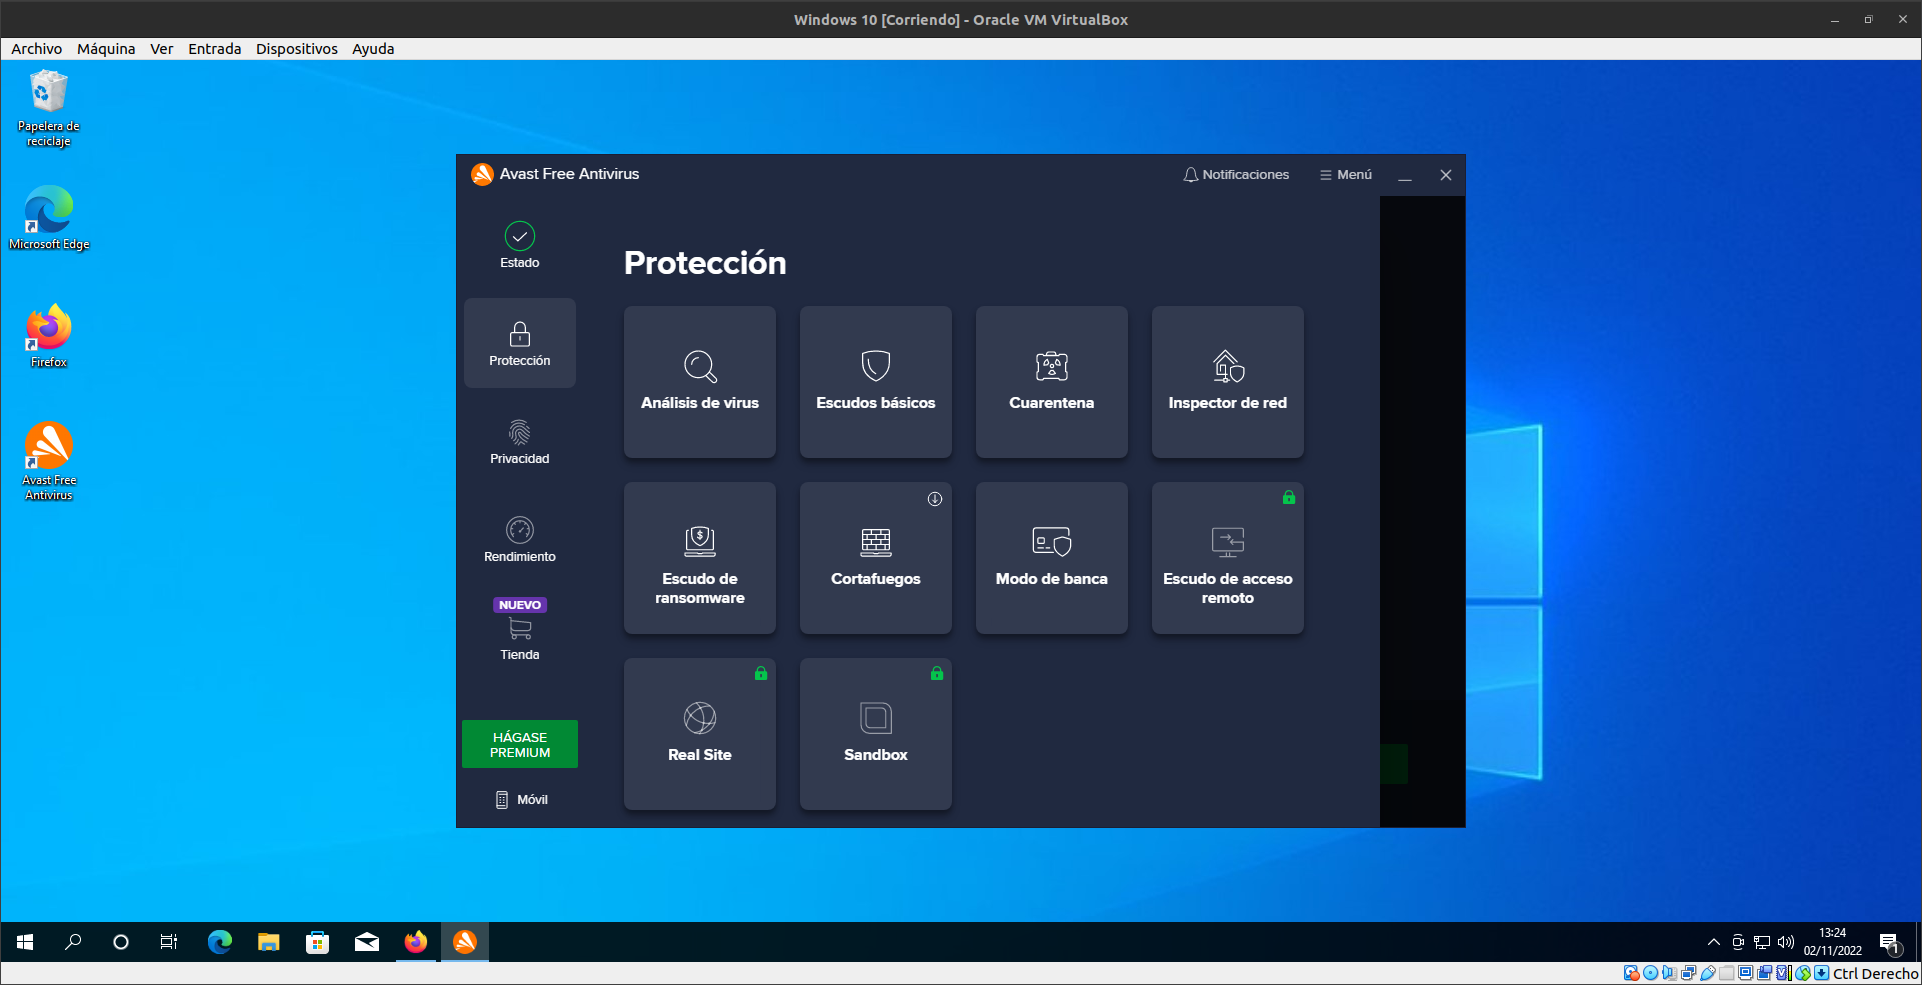 Windows 10 [Corriendo] - Oracle VM VirtualBox
Archivo Máquina Ver Entrada Dispositivos Ayuda
Papelera de
reciclaje
Microsoft Edge
Firefox
Avast Free
Antivirus
Avast Free Antivirus
Notificaciones
Menú
Estado
Protección
Privacidad
Rendimiento
NUEVO
Tienda
HÁGASE
PREMIUM
Móvil
Protección
Análisis de virus
Escudos básicos
Cuarentena
Inspector de red
Escudo de
ransomware
Cortafuegos
Modo de banca
Escudo de acceso
remoto
Real Site
Sandbox
13:24
02/11/2022
1
Ctrl Derecho